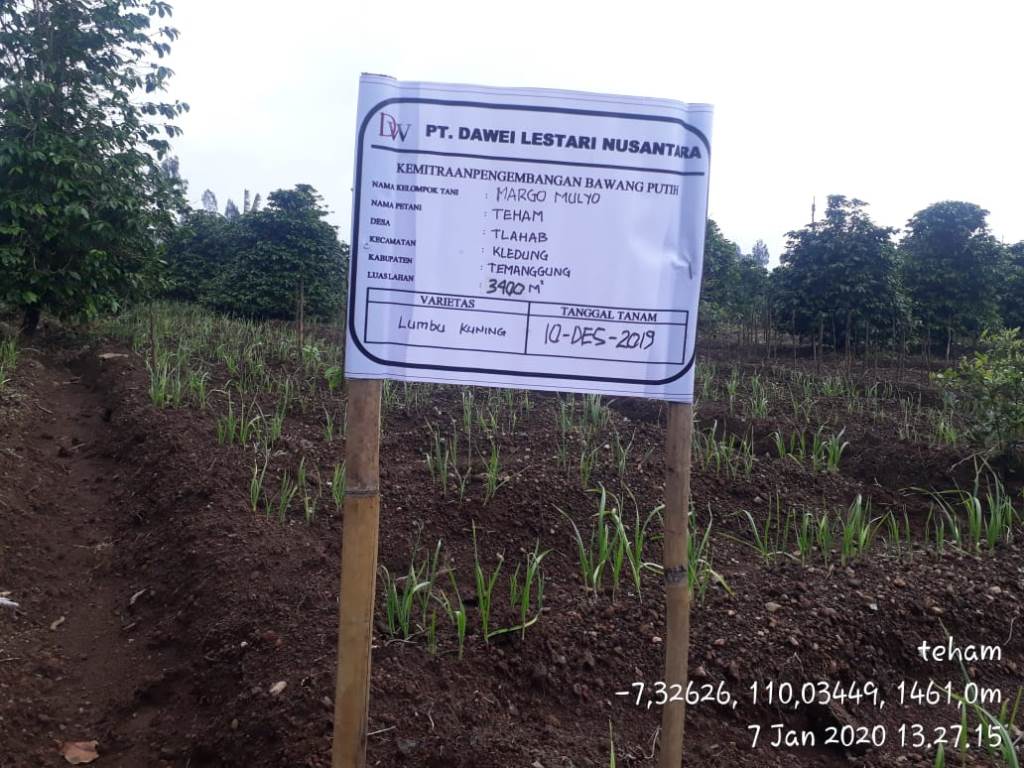 DW PT. DAWEI LESTARI NUSANTARA
KEMITRAANPENGEMBANGAN BAWANG PUTIH
NAMA KELOMPOK TANI : MARGO MULYO
NAMA PETANI : TEHAM
DESA : TLAHAB
KECAMATAN : KLEDUNG
KABUPATEN : TEMANGGUNG
LUAS LAHAN : 3400 M²
VARIETAS TANGGAL TANAM
Lumbu Kuning 10-DES-2019
teham
-7,32626, 110,03449, 1461,0m
7 Jan 2020 13.27.15